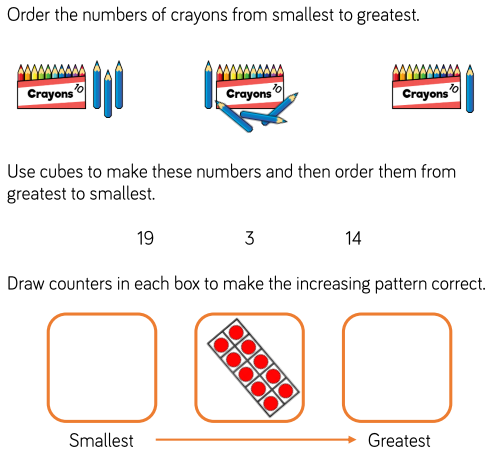 Order the numbers of crayons from smallest to greatest.
Crayons 10
Crayons 10
Crayons 10
Use cubes to make these numbers and then order them from
greatest to smallest.
19 3 14
Draw counters in each box to make the increasing pattern correct.
Smallest Greatest